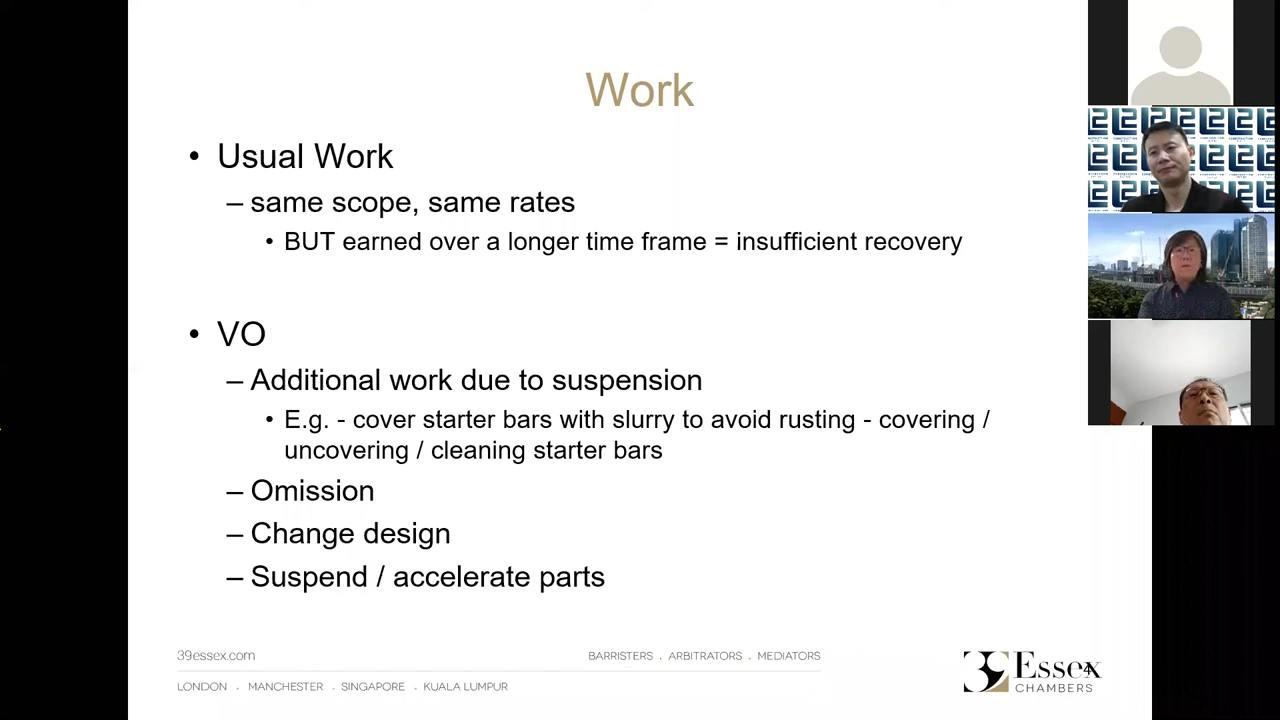 Work
• Usual Work
– same scope, same rates
• BUT earned over a longer time frame = insufficient recovery
• VO
– Additional work due to suspension
• E.g. - cover starter bars with slurry to avoid rusting - covering /
uncovering / cleaning starter bars
– Omission
– Change design
– Suspend / accelerate parts
39essex.com
BARRISTERS . ARBITRATORS . MEDIATORS
LONDON . MANCHESTER . SINGAPORE . KUALA LUMPUR
39 Essex
CHAMBERS
4